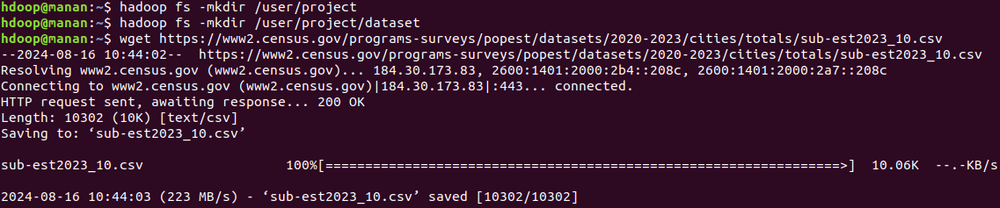 hdoop@manan:~$ hadoop fs -mkdir /user/project
hdoop@manan:~$ hadoop fs -mkdir /user/project/dataset
hdoop@manan:~$ wget https://www2.census.gov/programs-surveys/popest/datasets/2020-2023/cities/totals/sub-est2023_10.csv
--2024-08-16 10:44:02--  https://www2.census.gov/programs-surveys/popest/datasets/2020-2023/cities/totals/sub-est2023_10.csv
Resolving www2.census.gov (www2.census.gov)... 184.30.173.83, 2600:1401:2000:2b4::208c, 2600:1401:2000:2a7::208c
Connecting to www2.census.gov (www2.census.gov)|184.30.173.83|:443... connected.
HTTP request sent, awaiting response... 200 OK
Length: 10302 (10K) [text/csv]
Saving to: ‘sub-est2023_10.csv’
sub-est2023_10.csv 100%[=================================================================>] 10.06K --.-KB/s
2024-08-16 10:44:03 (223 MB/s) - ‘sub-est2023_10.csv’ saved [10302/10302]